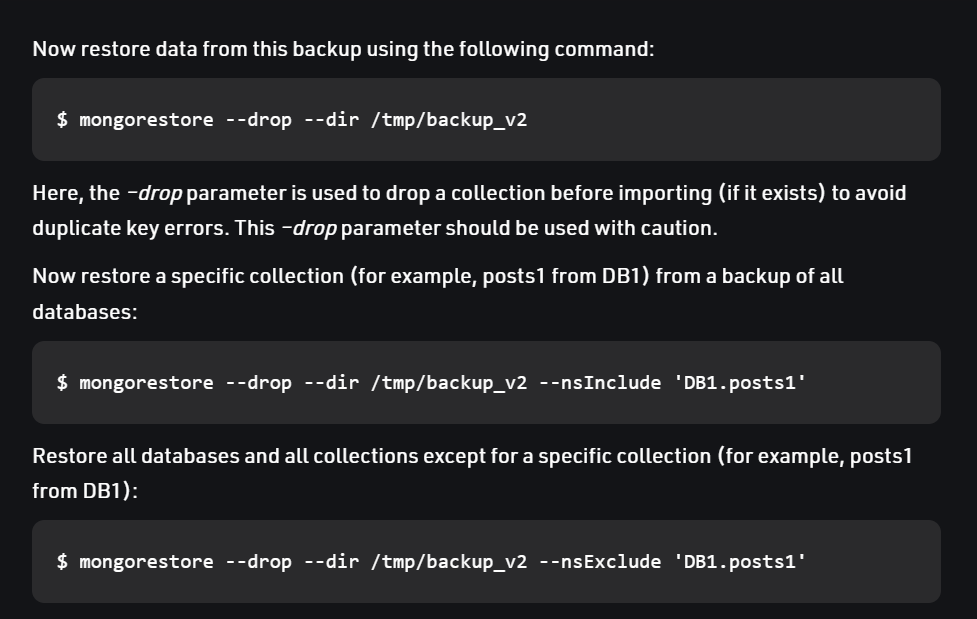 Now restore data from this backup using the following command:
$ mongorestore --drop --dir /tmp/backup_v2
Here, the –drop parameter is used to drop a collection before importing (if it exists) to avoid
duplicate key errors. This –drop parameter should be used with caution.
Now restore a specific collection (for example, posts1 from DB1) from a backup of all
databases:
$ mongorestore --drop --dir /tmp/backup_v2 --nsInclude 'DB1.posts1'
Restore all databases and all collections except for a specific collection (for example, posts1
from DB1):
$ mongorestore --drop --dir /tmp/backup_v2 --nsExclude 'DB1.posts1'